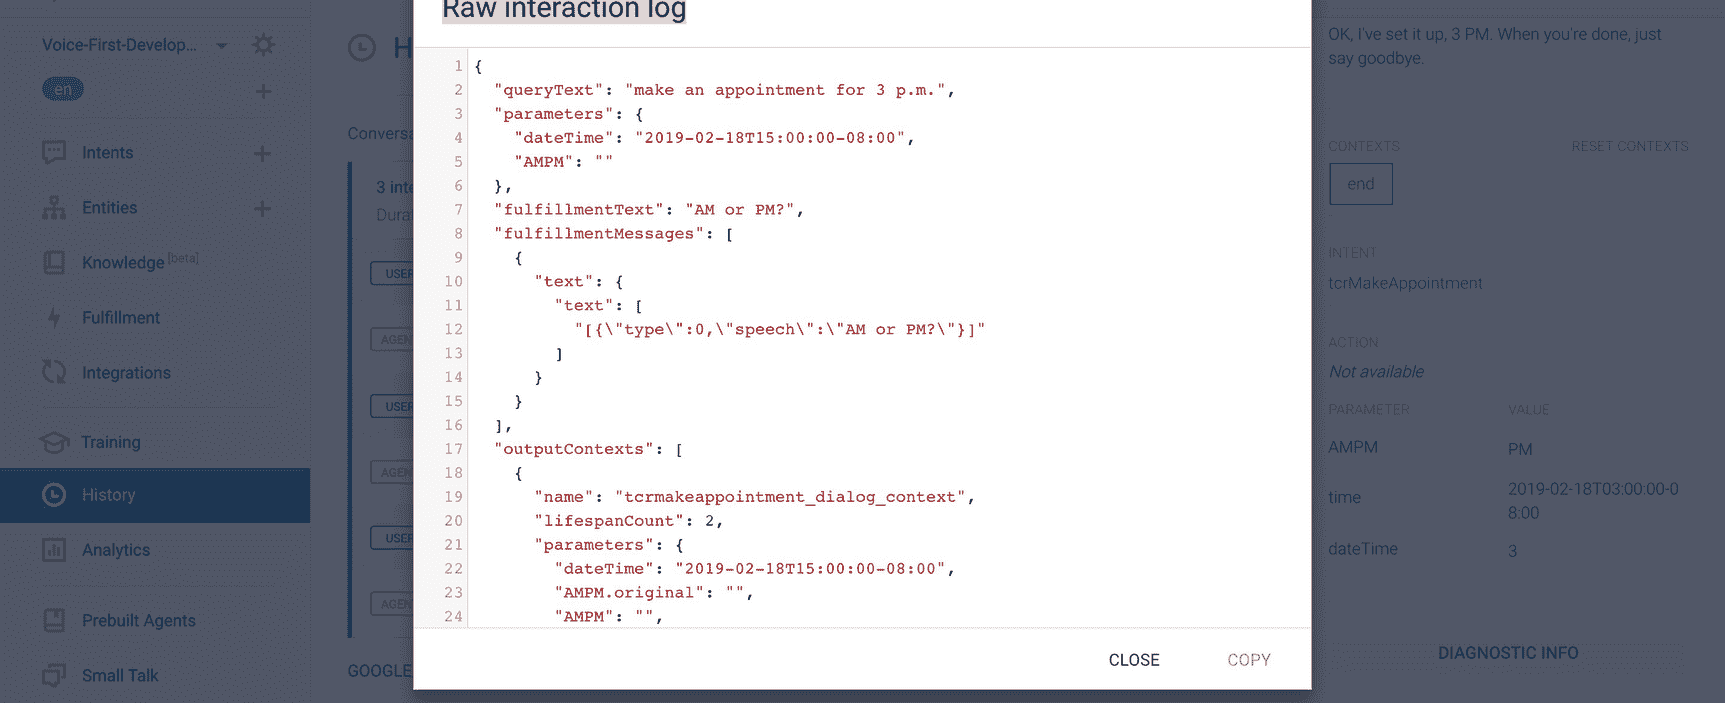 Voice-First-Develop...
en
Intents
Entities
Knowledge [beta]
Fulfillment
Integrations
Training
History
Analytics
Prebuilt Agents
Small Talk
H
Conversa
3 inte
Durat
USER
AGEN
USER
AGEN
USER
AGEN
GOOGLE
Raw interaction log
1 {
2 "queryText": "make an appointment for 3 p.m.",
3 "parameters": {
4 "dateTime": "2019-02-18T15:00:00-08:00",
5 "AMPM": ""
6 },
7 "fulfillmentText": "AM or PM?",
8 "fulfillmentMessages": [
9 {
10 "text": {
11 "text": [
12 "[{\"type\":0,\"speech\":\"AM or PM?\"}]"
13 ]
14 }
15 }
16 ],
17 "outputContexts": [
18 {
19 "name": "tcrmakeappointment_dialog_context",
20 "lifespanCount": 2,
21 "parameters": {
22 "dateTime": "2019-02-18T15:00:00-08:00",
23 "AMPM.original": "",
24 "AMPM": "",
CLOSE COPY
OK, I've set it up, 3 PM. When you're done, just
say goodbye.
CONTEXTS RESET CONTEXTS
end
INTENT
tcrMakeAppointment
ACTION
Not available
PARAMETER VALUE
AMPM PM
time 2019-02-18T03:00:00-0
8:00
dateTime 3
DIAGNOSTIC INFO